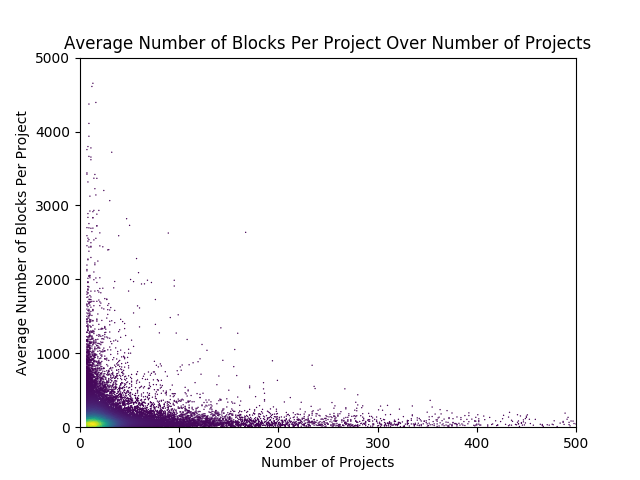 Average Number of Blocks Per Project Over Number of Projects
5000
4000
3000
2000
1000
0
Average Number of Blocks Per Project
0 100 200 300 400 500
Number of Projects